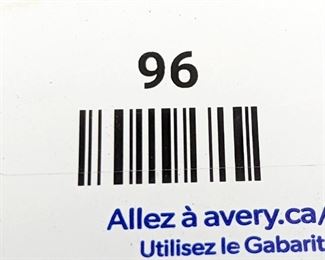 96
Allez à avery.ca/
Utilisez le Gabarit